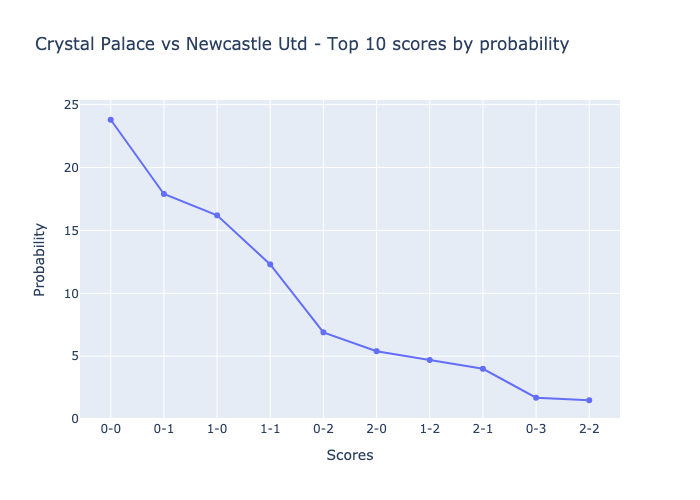 Crystal Palace vs Newcastle Utd - Top 10 scores by probability
25
20
15
10
5
0
Probability
0-0 0-1 1-0 1-1 0-2 2-0 1-2 2-1 0-3 2-2
Scores